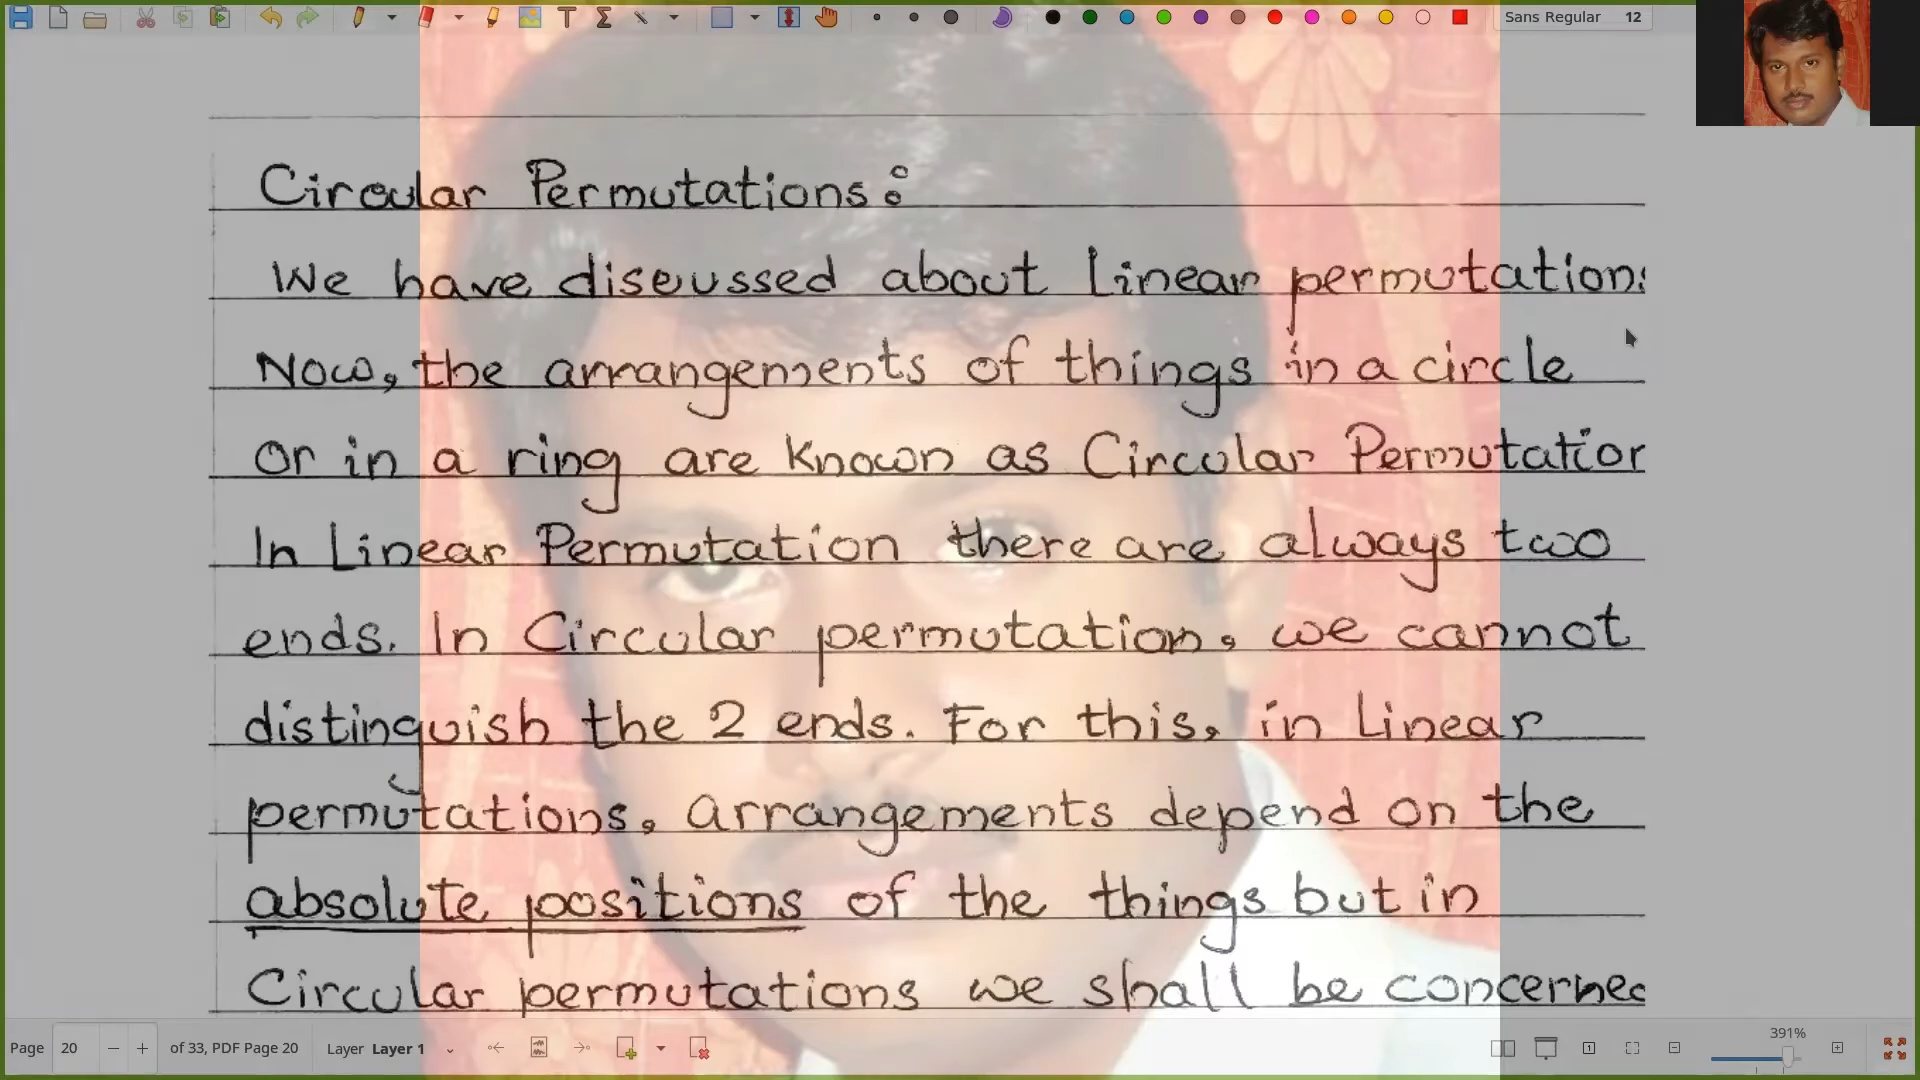 Sans Regular 12
Circular Permutations:
We have discussed about Linear permutations
Now, the arrangements of things in a circle
or in a ring are known as Circular Permutation
In Linear Permutation there are always two
ends. In Circular permutation, we cannot
distinguish the 2 ends. For this, in Linear
permutations, arrangements depend on the
absolute positions of the things but in
Circular permutations we shall be concerned
Page 20 of 33, PDF Page 20 Layer Layer 1 391%